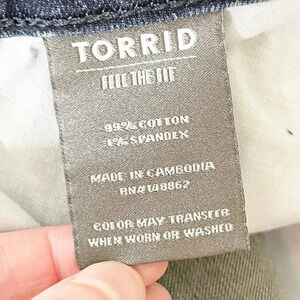 TORRID
FEEL THE FIT
99% COTTON
1% SPANDEX
MADE IN CAMBODIA
RN#148862
COLOR MAY TRANSFER
WHEN WORN OR WASHED